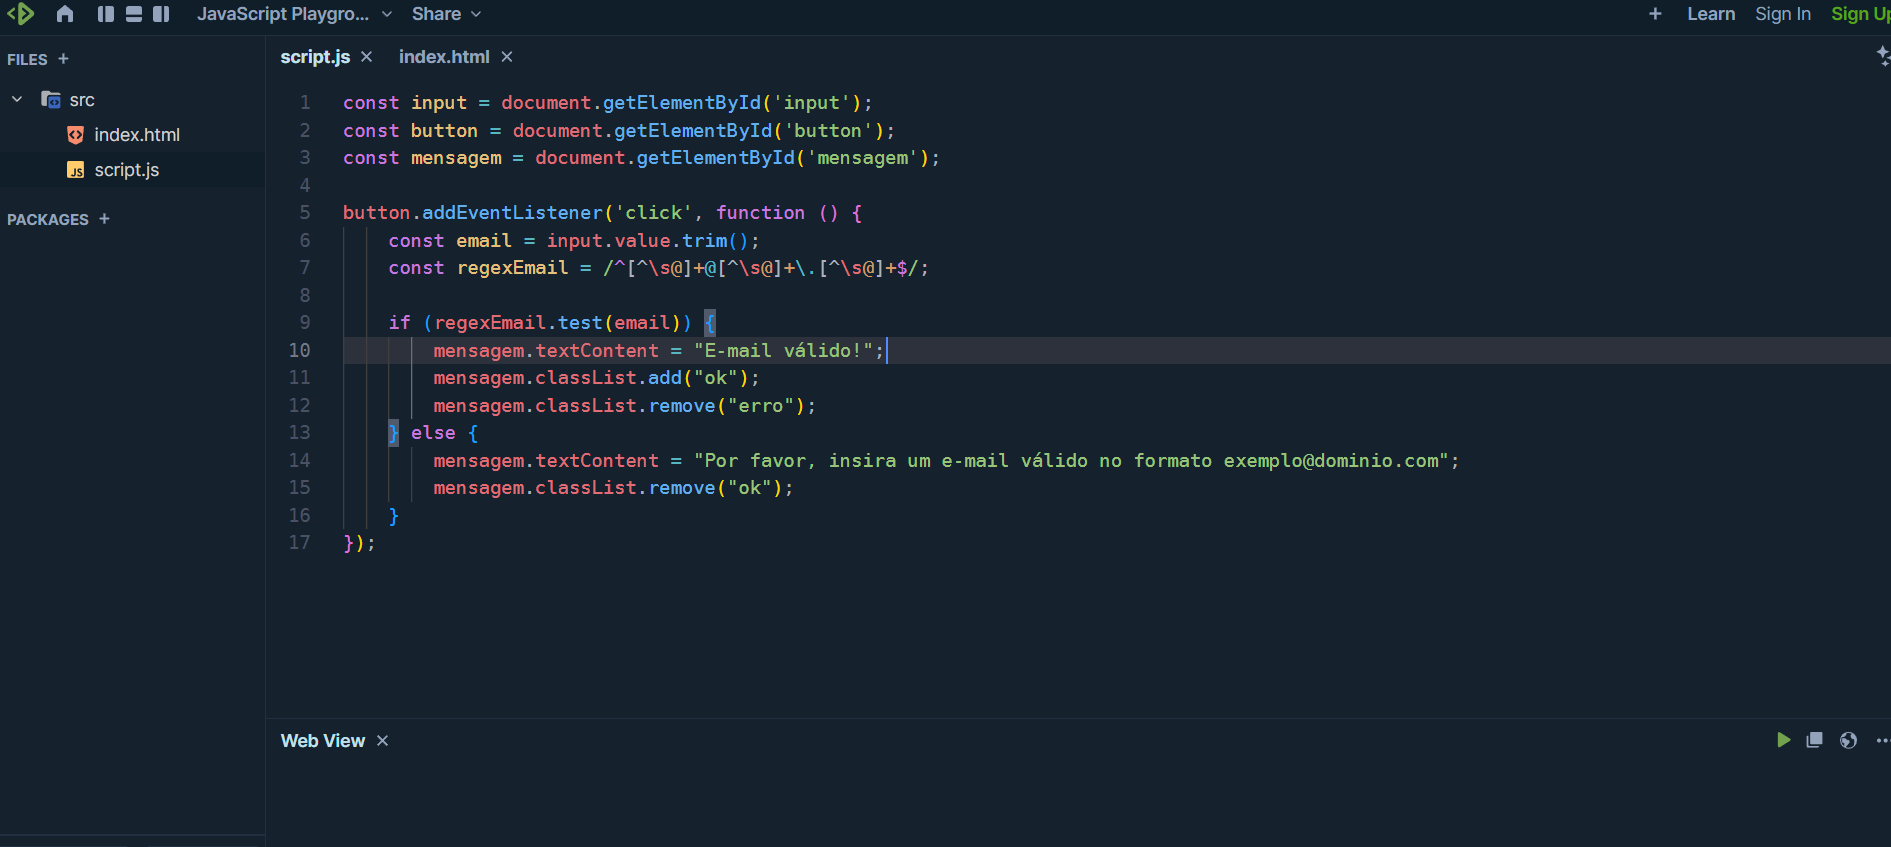 JavaScript Playgro... Share + Learn Sign In Sign Up
FILES +
src
index.html
script.js
PACKAGES +
script.js × index.html ×
1 const input = document.getElementById('input');
2 const button = document.getElementById('button');
3 const mensagem = document.getElementById('mensagem');
4
5 button.addEventListener('click', function () {
6     const email = input.value.trim();
7     const regexEmail = /^[^\s@]+@[^\s@]+\.[^\s@]+$/;
8
9     if (regexEmail.test(email)) {
10         mensagem.textContent = "E-mail válido!";
11         mensagem.classList.add("ok");
12         mensagem.classList.remove("erro");
13     } else {
14         mensagem.textContent = "Por favor, insira um e-mail válido no formato exemplo@dominio.com";
15         mensagem.classList.remove("ok");
16     }
17 });
Web View ×